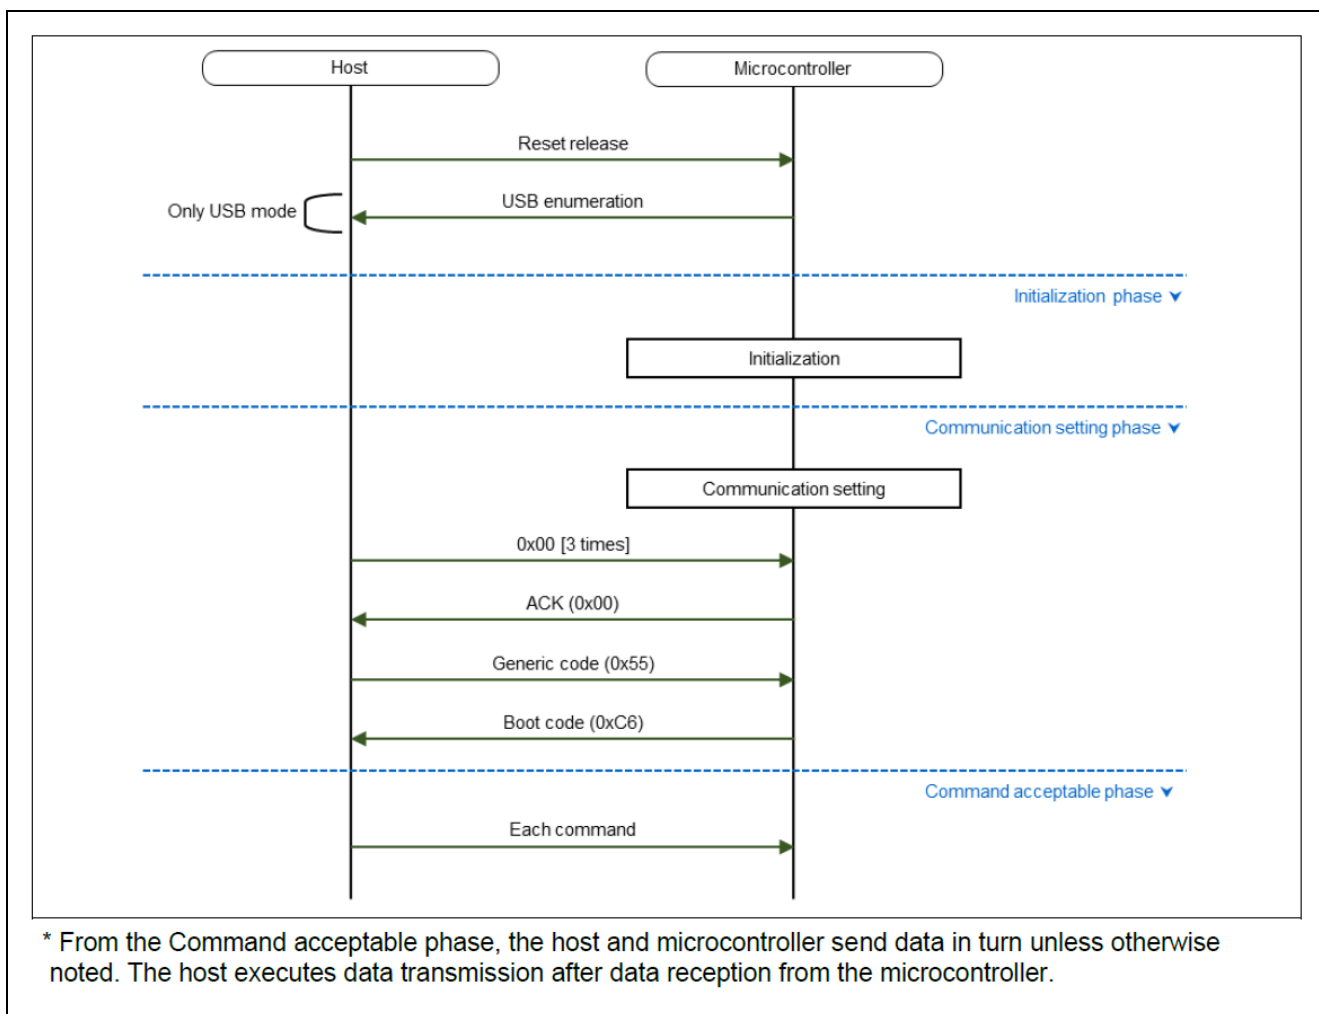 Host
Microcontroller
Reset release
Only USB mode
USB enumeration
Initialization phase
Initialization
Communication setting phase
Communication setting
0x00 [3 times]
ACK (0x00)
Generic code (0x55)
Boot code (0xC6)
Command acceptable phase
Each command
* From the Command acceptable phase, the host and microcontroller send data in turn unless otherwise
noted. The host executes data transmission after data reception from the microcontroller.